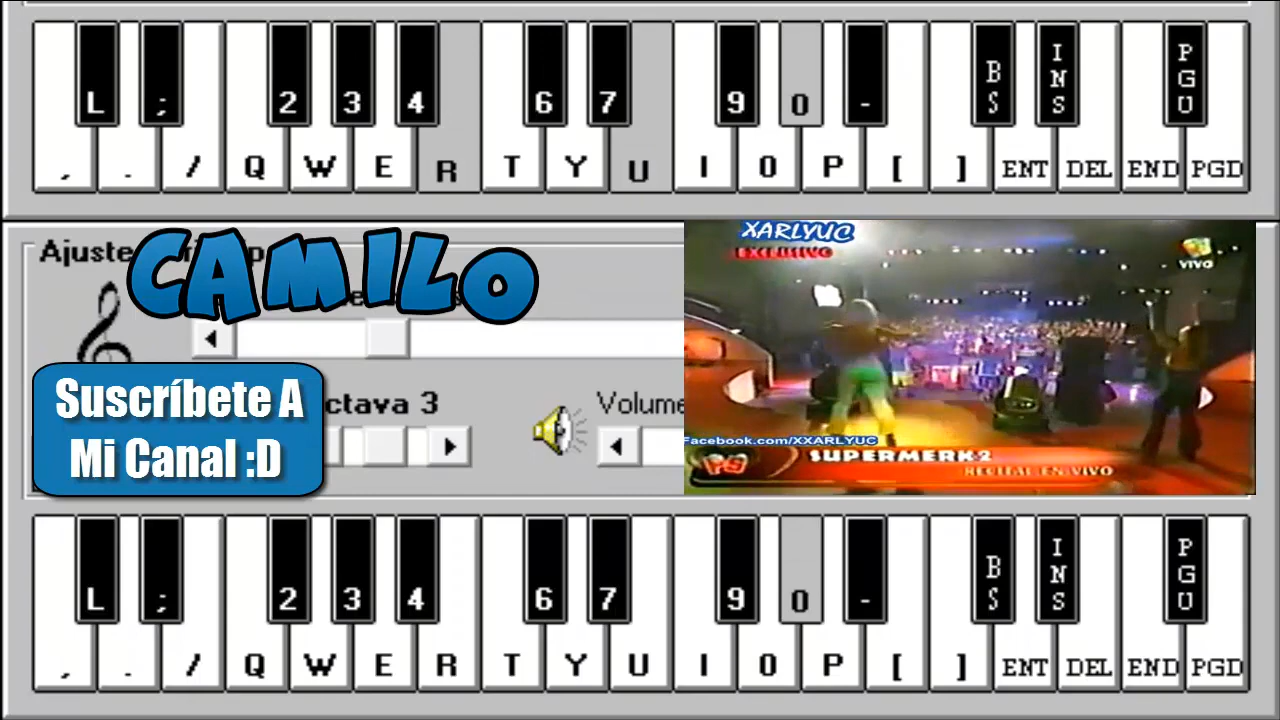 L ; 2 3 4 6 7 9 0 - BS INS PGU
, . / Q W E R T Y U I O P [ ] ENT DEL END PGD
Ajuste
CAMILO
Suscríbete A
Mi Canal :D
ctava 3
Volume
XARLYUC
EXCLUSIVO
VIVO
Facebook.com/XXARLYUC
SUPERMERK2
RECITAL EN VIVO
L ; 2 3 4 6 7 9 0 - BS INS PGU
, . / Q W E R T Y U I O P [ ] ENT DEL END PGD